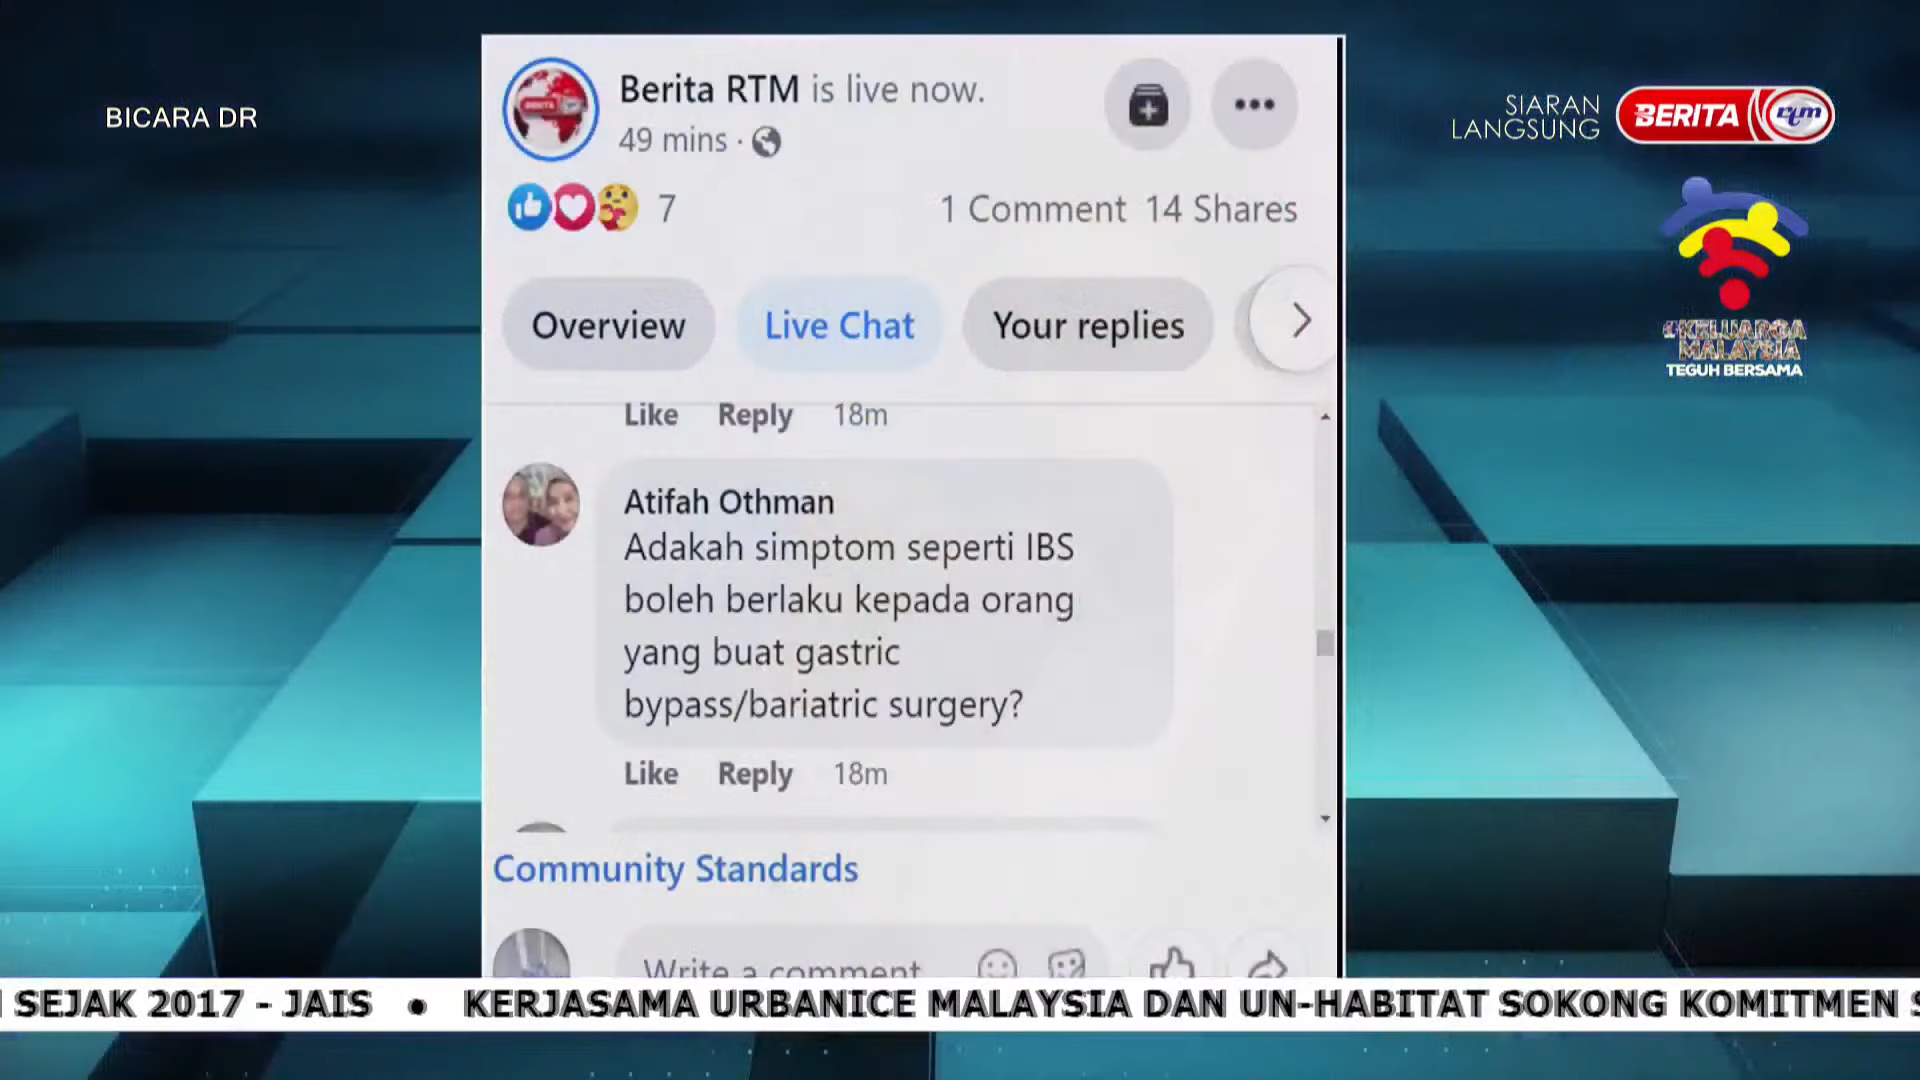 BICARA DR
SIARAN
LANGSUNG
BERITA rtm
#KELUARGA
MALAYSIA
TEGUH BERSAMA
Berita RTM is live now.
49 mins ·
7
1 Comment 14 Shares
Overview
Live Chat
Your replies
Like Reply 18m
Atifah Othman
Adakah simptom seperti IBS
boleh berlaku kepada orang
yang buat gastric
bypass/bariatric surgery?
Like Reply 18m
Community Standards
Write a comment
SEJAK 2017 - JAIS • KERJASAMA URBANICE MALAYSIA DAN UN-HABITAT SOKONG KOMITMEN